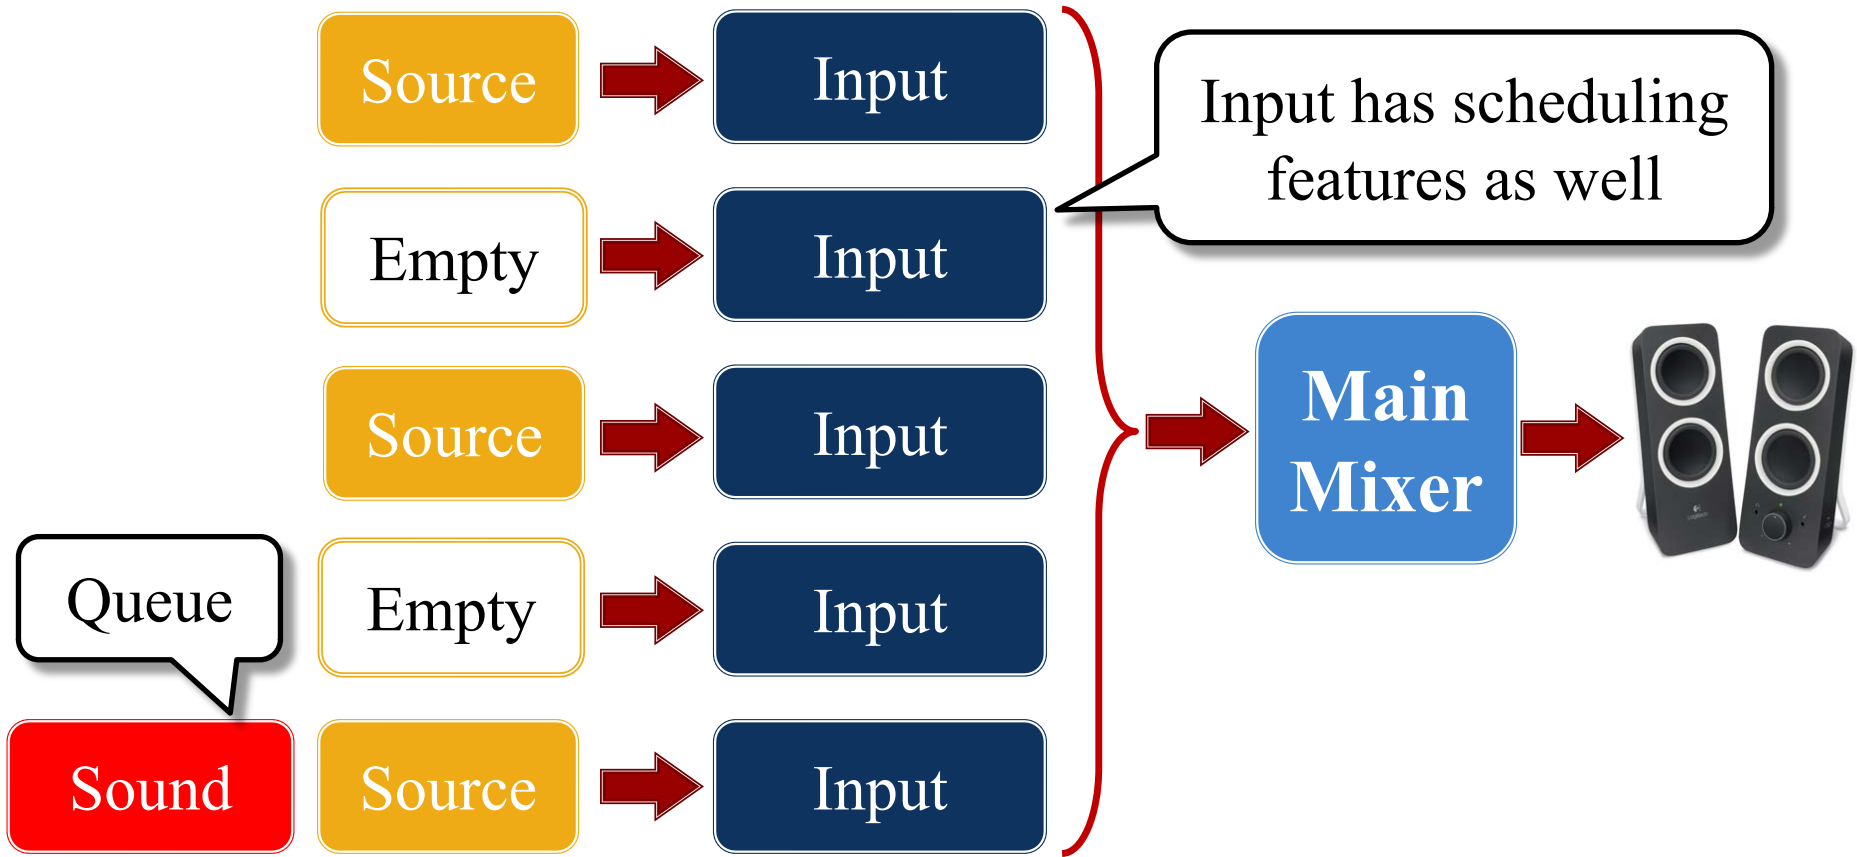 Source
Input
Input has scheduling
features as well
Empty
Input
Source
Input
Main
Mixer
Queue
Empty
Input
Sound
Source
Input